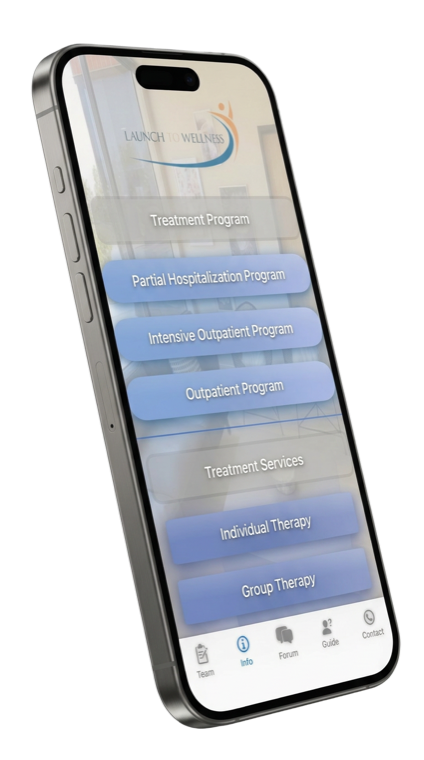 LAUNCH TO WELLNESS
Treatment Program
Partial Hospitalization Program
Intensive Outpatient Program
Outpatient Program
Treatment Services
Individual Therapy
Group Therapy
Team
Info
Forum
Guide
Contact